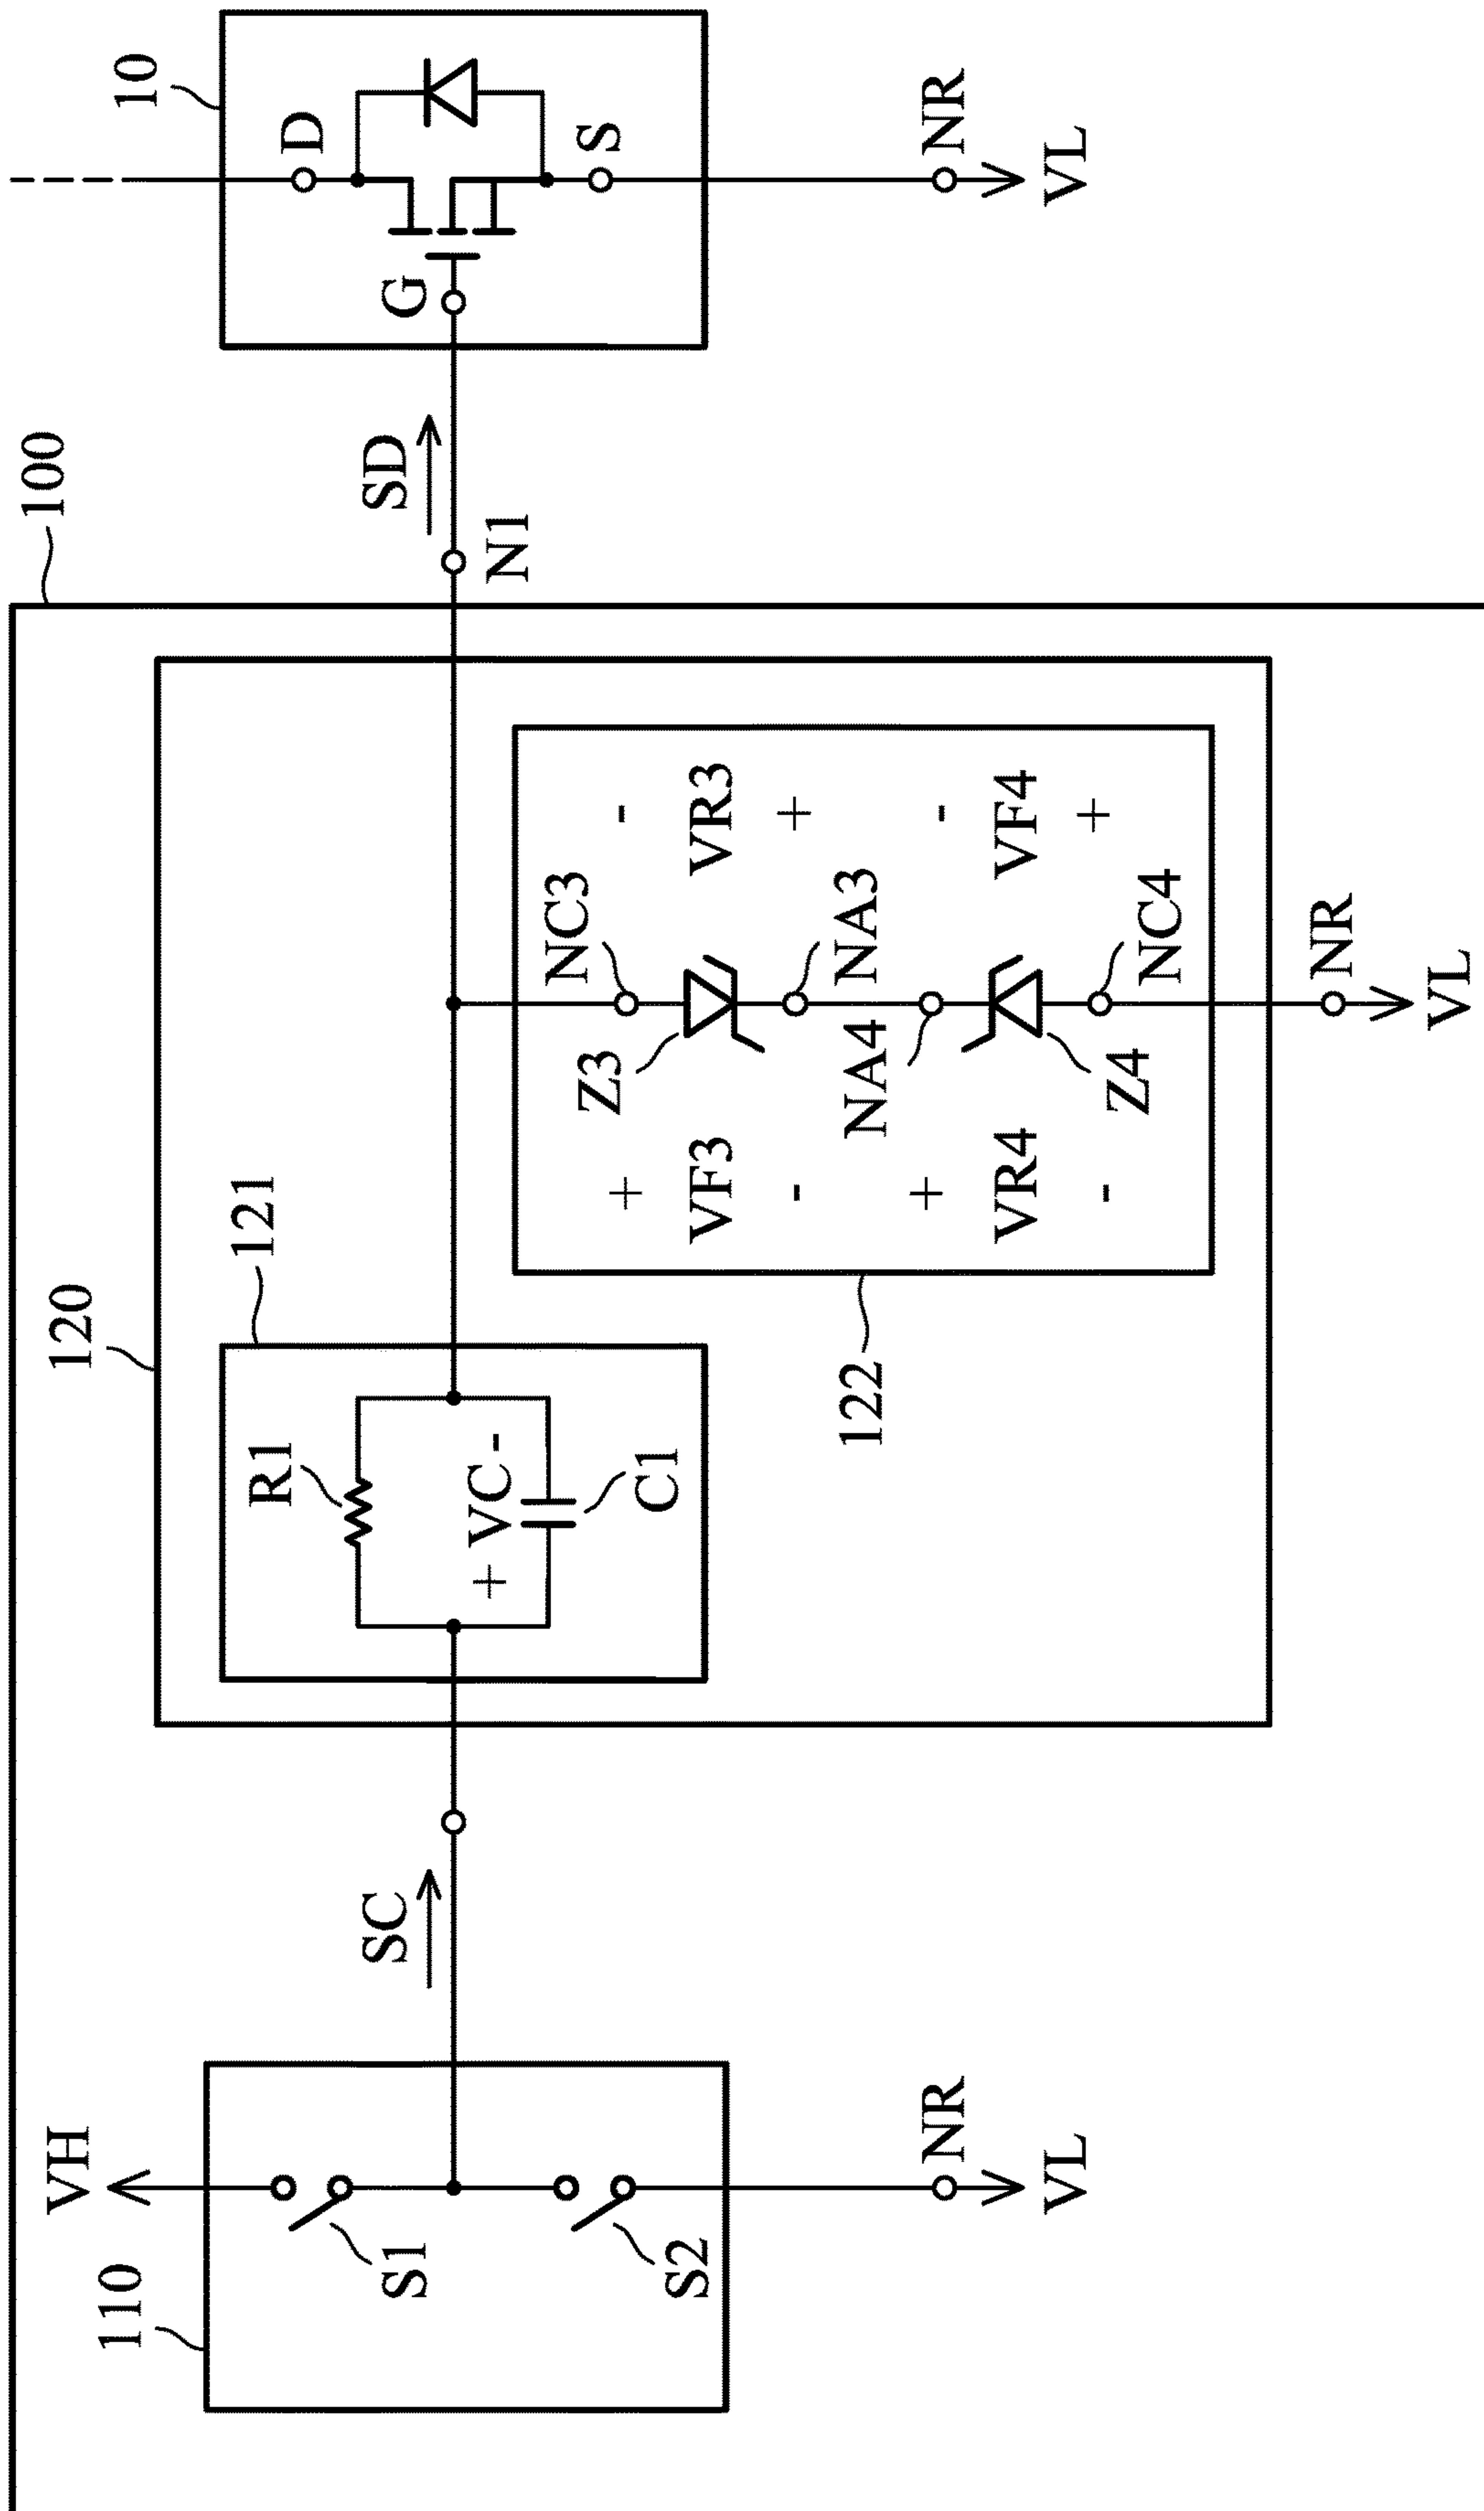 100
110
VH
S1
S2
NR
VL
SC
120
121
R1
+ VC -
C1
122
+
VF3
-
+
VR4
-
Z3
NA4
Z4
NC3
NA3
NC4
-
VR3
+
-
VF4
+
NR
VL
N1
SD
10
D
G
S
NR
VL